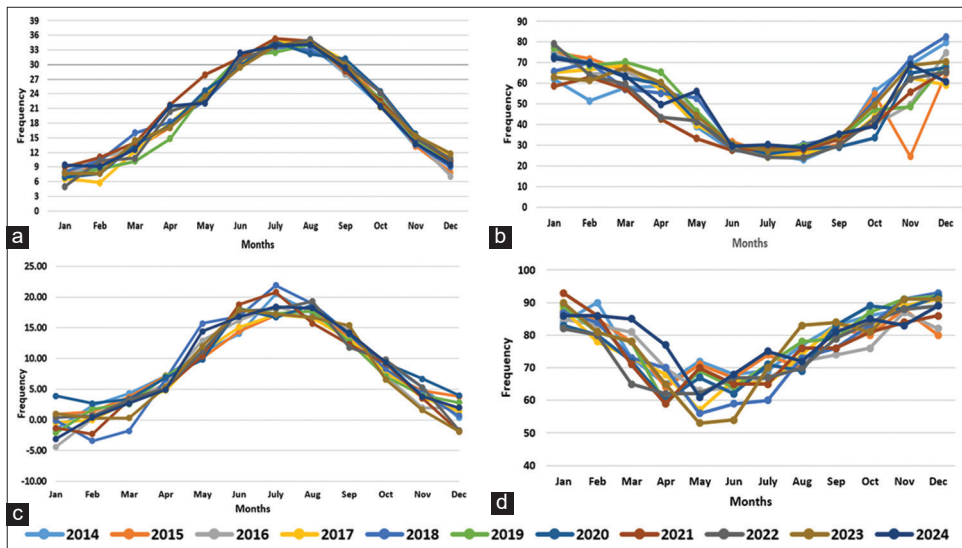 39
36
33
30
27
24
21
18
15
12
9
6
3
0
Frequency
Jan Feb Mar Apr May Jun July Aug Sep Oct Nov Dec
Months
a
90
80
70
60
50
40
30
20
10
0
Frequency
Jan Feb Mar Apr May Jun July Aug Sep Oct Nov Dec
Months
b
25.00
20.00
15.00
10.00
5.00
0.00
-5.00
-10.00
Frequency
Jan Feb Mar Apr May Jun July Aug Sep Oct Nov Dec
Months
c
100
90
80
70
60
50
40
Frequency
Jan Feb Mar Apr May Jun July Aug Sep Oct Nov Dec
Months
d
2014 2015 2016 2017 2018 2019 2020 2021 2022 2023 2024